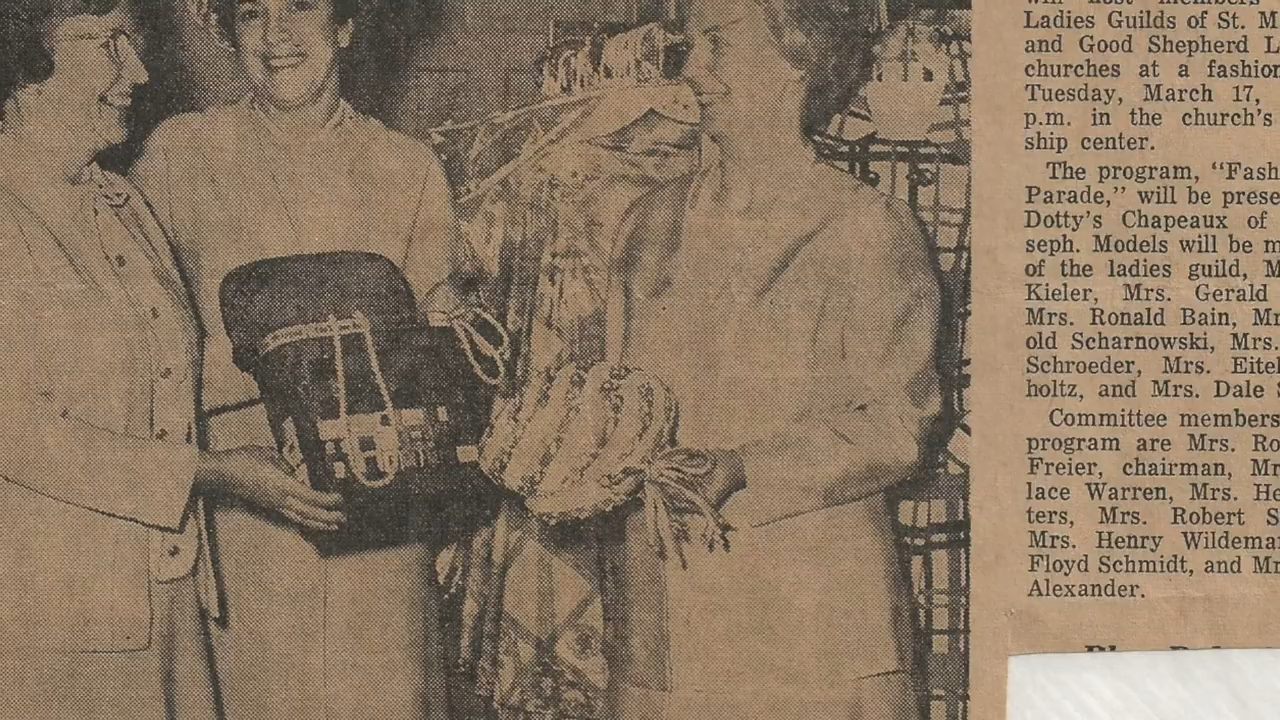 will host members
Ladies Guilds of St. M
and Good Shepherd L
churches at a fashion
Tuesday, March 17,
p.m. in the church's
ship center.
The program, "Fash
Parade," will be prese
Dotty's Chapeaux of
seph. Models will be m
of the ladies guild, M
Kieler, Mrs. Gerald
Mrs. Ronald Bain, Mr
old Scharnowski, Mrs.
Schroeder, Mrs. Eitel
holtz, and Mrs. Dale S
Committee members
program are Mrs. Ro
Freier, chairman, Mr
lace Warren, Mrs. He
ters, Mrs. Robert S
Mrs. Henry Wildeman
Floyd Schmidt, and Mr
Alexander.